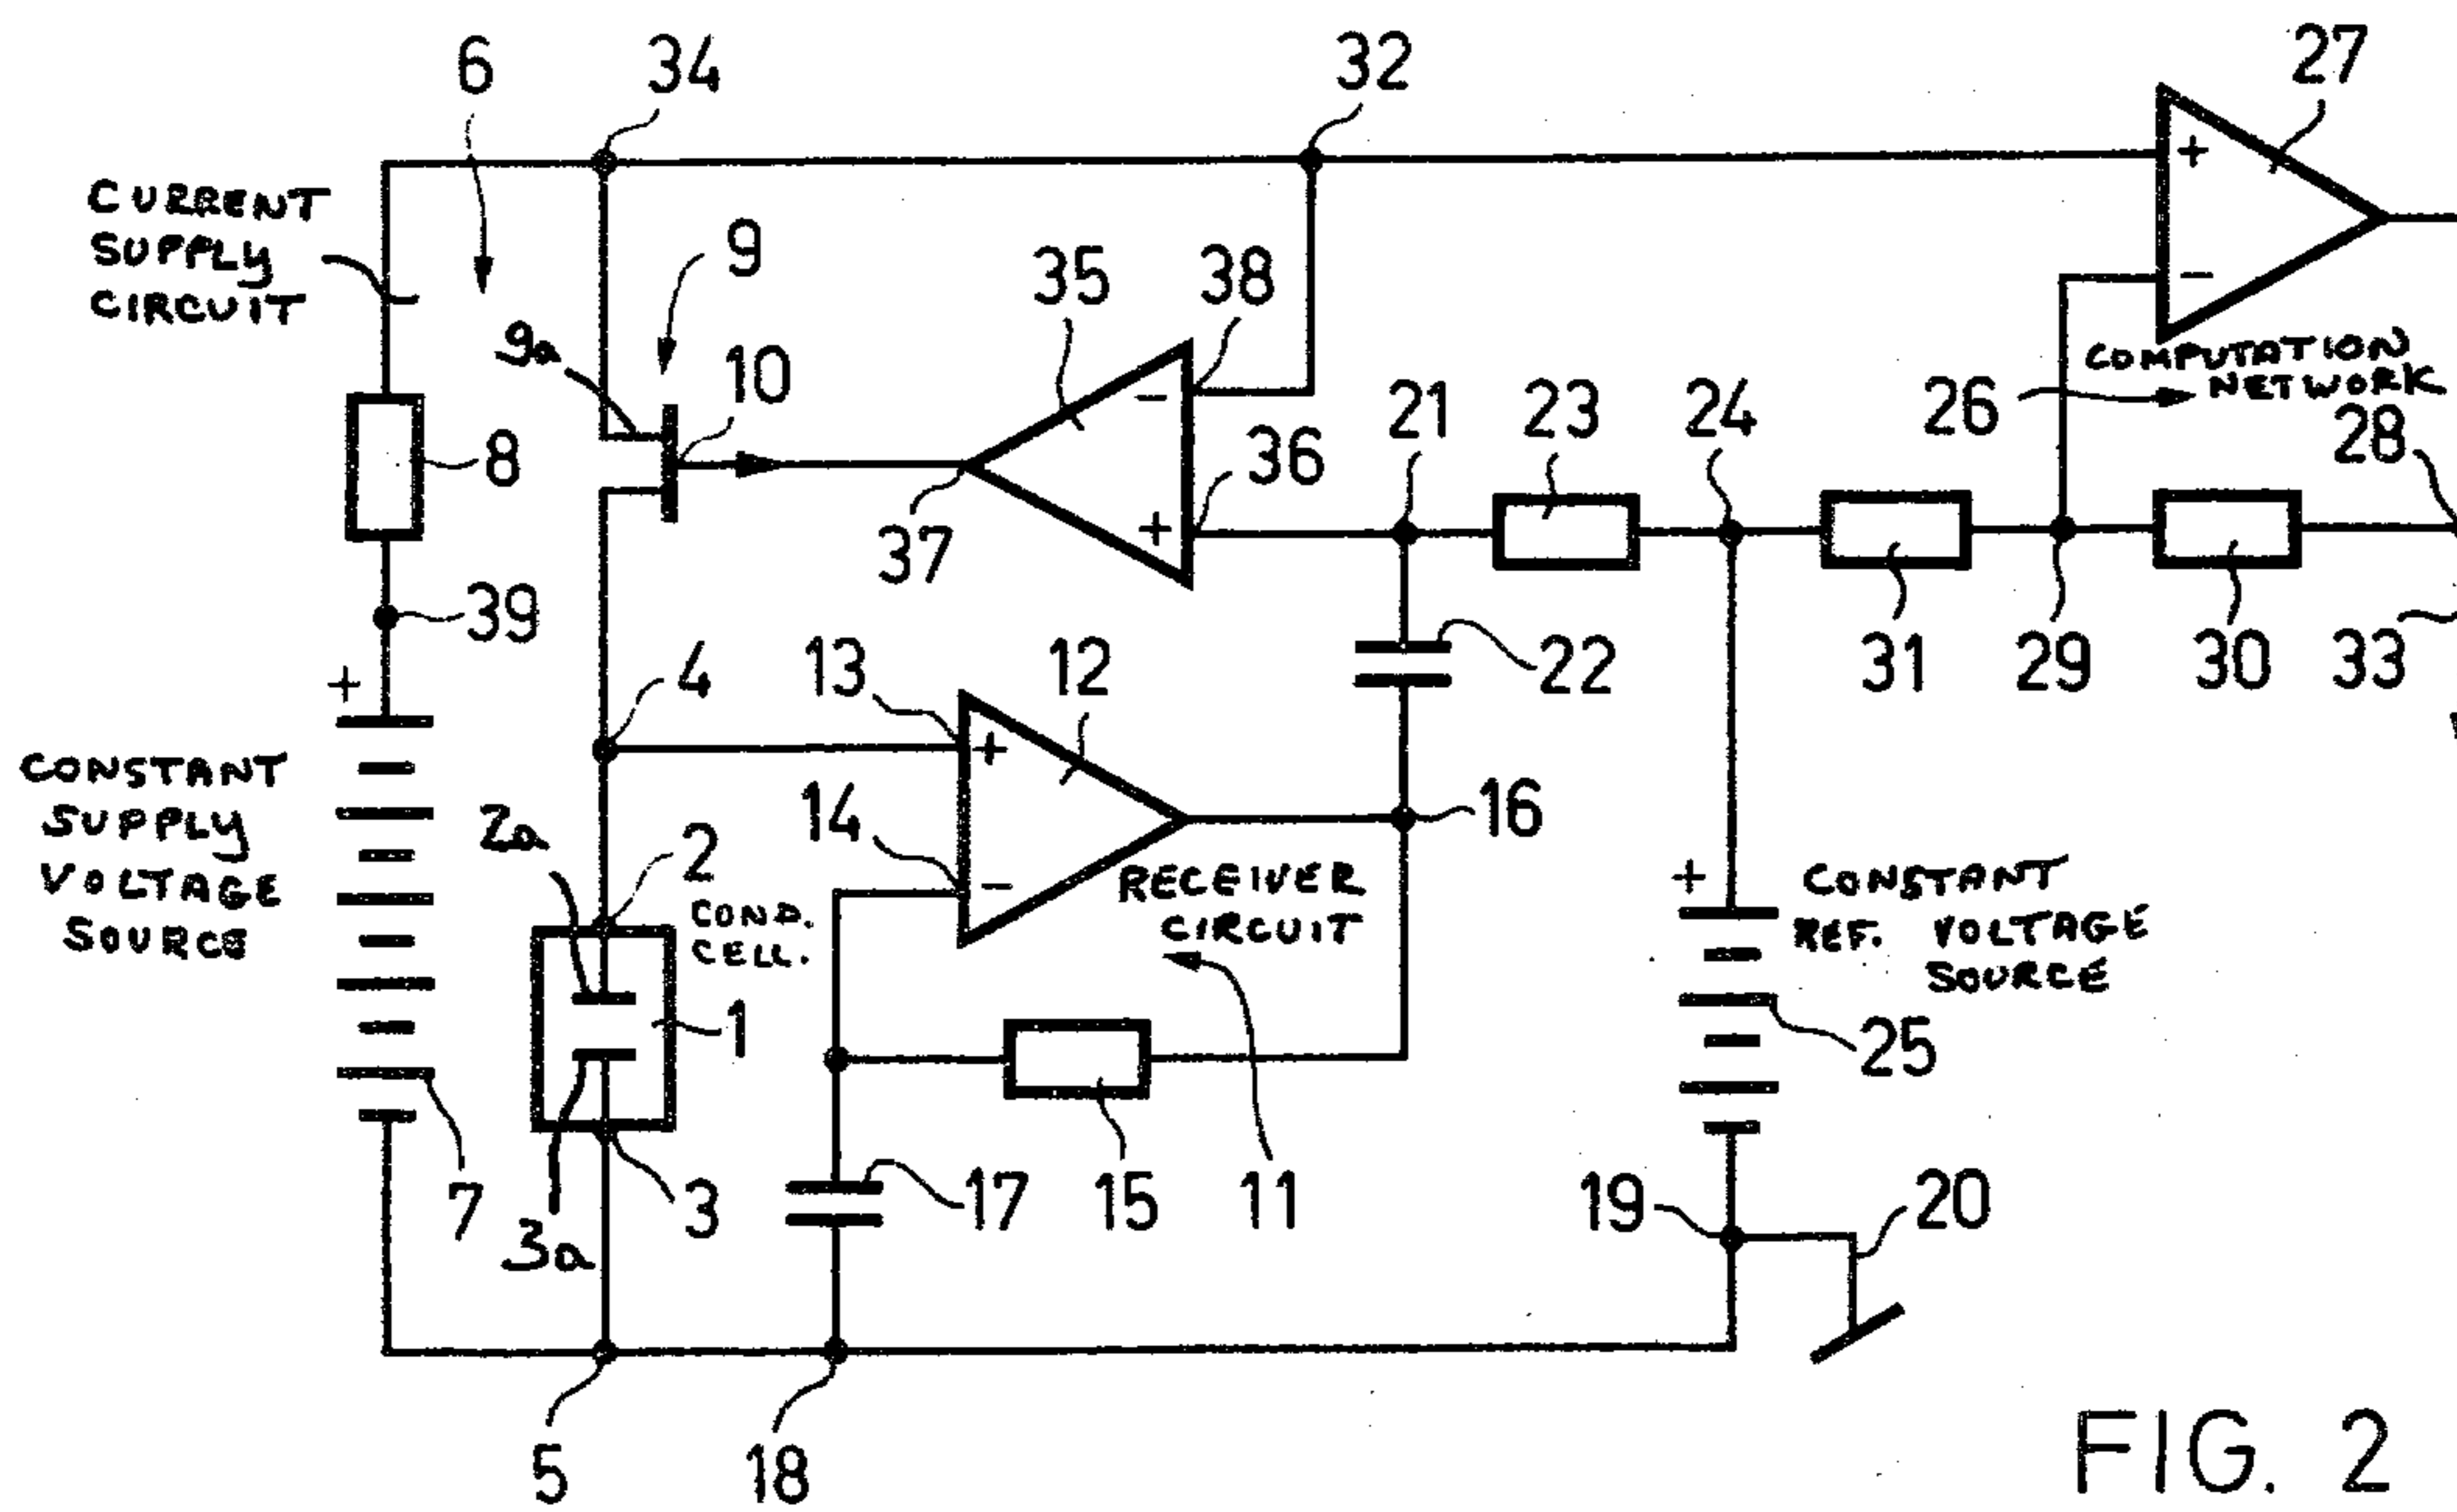 6
34
32
27
CURRENT
SUPPLY
CIRCUIT
9
35
38
9a
10
+
-
COMPUTATION
NETWORK
26
28
8
-
36
21
23
24
37
+
39
4
13
12
22
31
29
30
33
+
CONSTANT
SUPPLY
VOLTAGE
SOURCE
2a
2
14
+
-
16
COND.
CELL.
RECEIVER
CIRCUIT
+
CONSTANT
REF. VOLTAGE
SOURCE
1
25
7
3a
3
17
15
11
19
20
5
18
FIG. 2